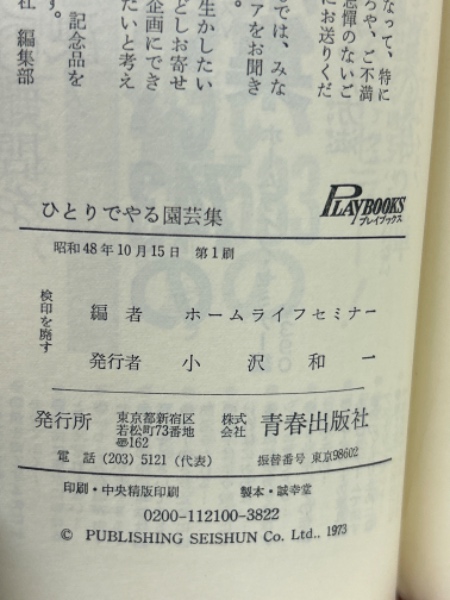 なって、特に
ろや、ご不満
忌憚のないご
にお送りくだ
では、みな
アをお聞き
生かしたい
どしお寄せ
企画にでき
たいと考え
す。
記念品を
社 編集部
PLAYBOOKS
プレイブックス
ひとりでやる園芸集
昭和48年10月15日 第1刷
検印を廃す
編者 ホームライフセミナー
発行者 小沢和一
発行所 東京都新宿区
若松町73番地
〠162
株式
会社
青春出版社
電話 (203) 5121 (代表) 振替番号 東京98602
印刷・中央精版印刷 製本・誠幸堂
0200-112100-3822
© PUBLISHING SEISHUN Co. Ltd., 1973